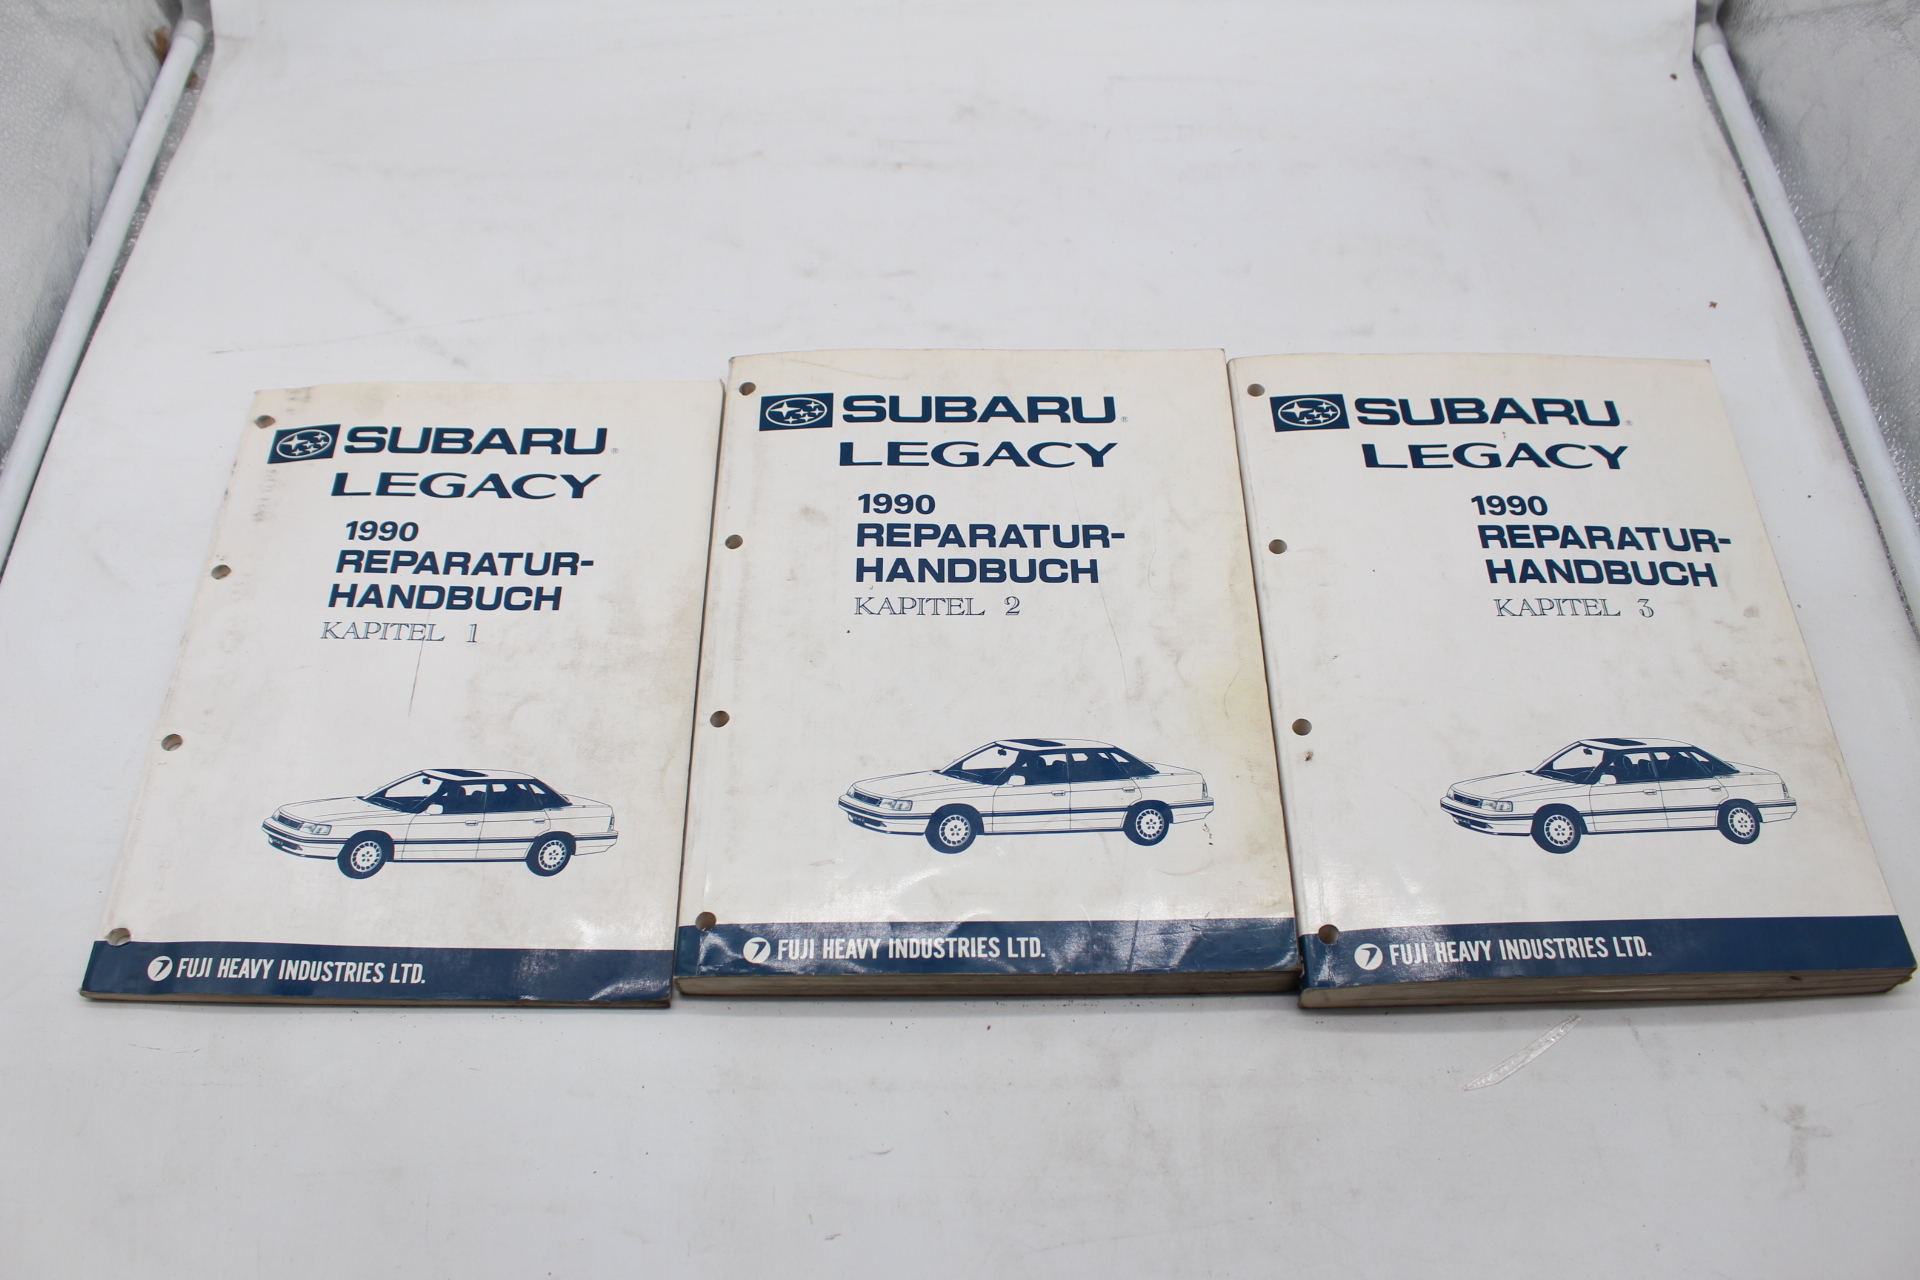 SUBARU®
LEGACY
1990
REPARATUR-
HANDBUCH
KAPITEL 1
FUJI HEAVY INDUSTRIES LTD.
SUBARU®
LEGACY
1990
REPARATUR-
HANDBUCH
KAPITEL 2
FUJI HEAVY INDUSTRIES LTD.
SUBARU®
LEGACY
1990
REPARATUR-
HANDBUCH
KAPITEL 3
FUJI HEAVY INDUSTRIES LTD.